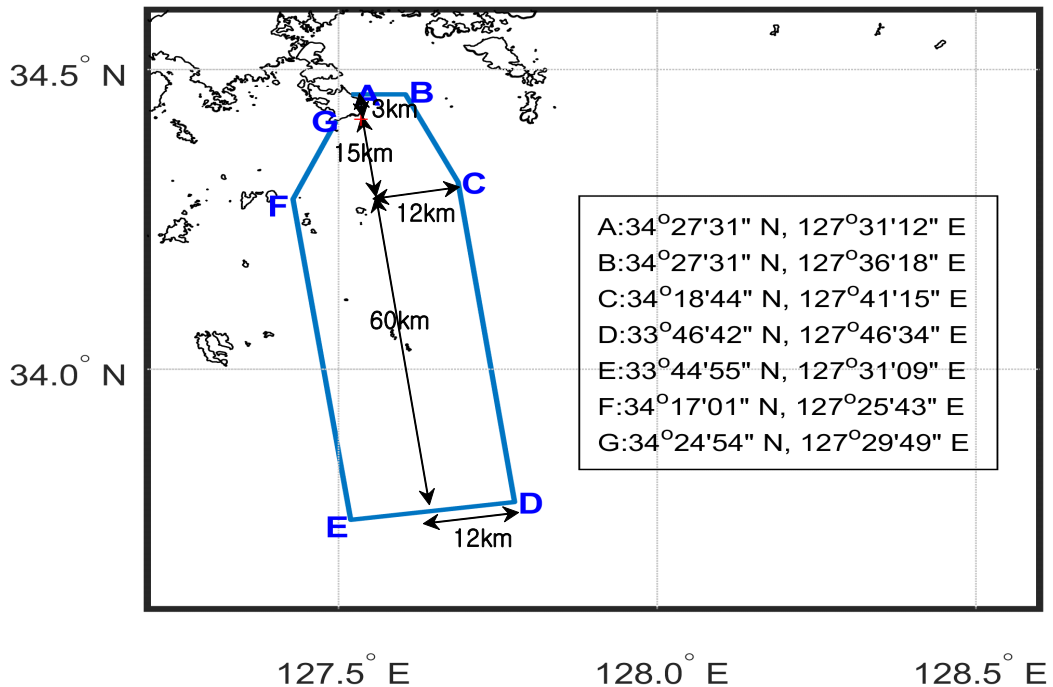 34.5° N
A
B
3km
G
15km
C
F
12km
A:34°27'31" N, 127°31'12" E
B:34°27'31" N, 127°36'18" E
C:34°18'44" N, 127°41'15" E
D:33°46'42" N, 127°46'34" E
E:33°44'55" N, 127°31'09" E
F:34°17'01" N, 127°25'43" E
G:34°24'54" N, 127°29'49" E
60km
34.0° N
D
E
12km
127.5° E
128.0° E
128.5° E